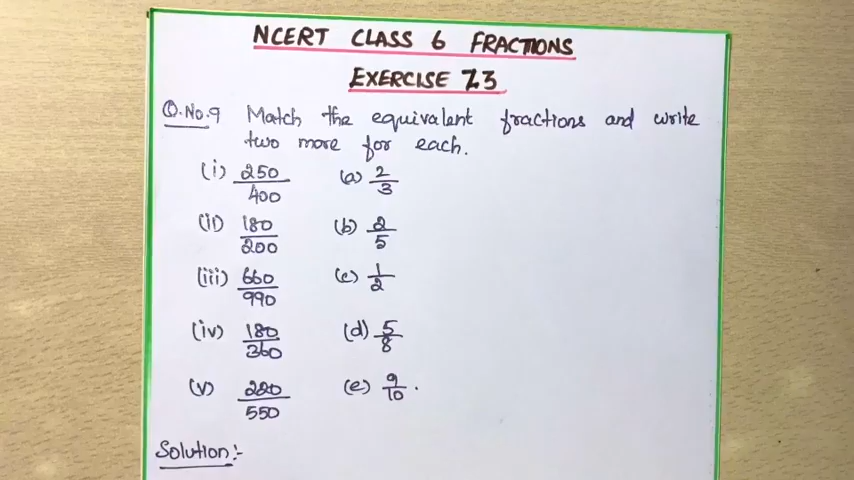 NCERT CLASS 6 FRACTIONS
EXERCISE 7.3
Q.No.9 Match the equivalent fractions and write
two more for each.
(i) 250/400 (a) 2/3
(ii) 180/200 (b) 2/5
(iii) 660/990 (c) 1/2
(iv) 180/360 (d) 5/8
(v) 220/550 (e) 9/10.
Solution:-